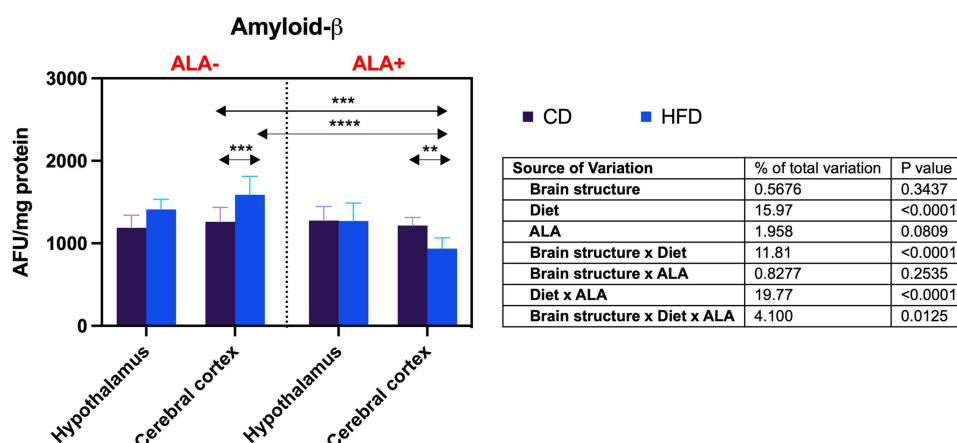 Amyloid-β
ALA- ALA+
AFU/mg protein
3000
2000
1000
0
***
****
***
**
Hypothalamus
Cerebral cortex
Hypothalamus
Cerebral cortex
CD HFD
Source of Variation % of total variation P value
Brain structure 0.5676 0.3437
Diet 15.97 <0.0001
ALA 1.958 0.0809
Brain structure x Diet 11.81 <0.0001
Brain structure x ALA 0.8277 0.2535
Diet x ALA 19.77 <0.0001
Brain structure x Diet x ALA 4.100 0.0125